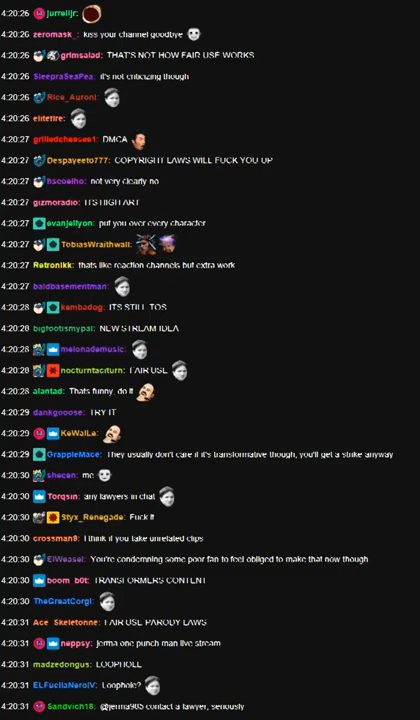 4:20:26 jurrelljr:
4:20:26 zeromask_: kiss your channel goodbye
4:20:26 grimsalad: THAT'S NOT HOW FAIR USE WORKS
4:20:26 SleepraSeaPea: it's not criticizing though
4:20:26 Rice_Auroni:
4:20:26 elitefire:
4:20:27 grilledcheese1: DMCA
4:20:27 Despayeeto777: COPYRIGHT LAWS WILL FUCK YOU UP
4:20:27 hscoelho: not very clearly no
4:20:27 gizmoradio: ITS HIGH ART
4:20:27 evanjellyon: put you over every character
4:20:27 TobiasWraithwall:
4:20:27 Retronikk: thats like reaction channels but extra work
4:20:27 baldbasementman:
4:20:28 kembadog: ITS STILL TOS
4:20:28 bigfootismypal: NEW STREAM IDEA
4:20:28 melonademusic:
4:20:28 nocturntaciturn: FAIR USE
4:20:28 alantad: Thats funny, do it
4:20:29 dankgooose: TRY IT
4:20:29 KeWaiLe:
4:20:29 GrappleMace: They usually don't care if it's transformative though, you'll get a strike anyway
4:20:30 shecen: me
4:20:30 Torqsin: any lawyers in chat
4:20:30 Styx_Renegade: Fuck it
4:20:30 crossman9: I think if you take unrelated clips
4:20:30 ElWeasel: You're condemning some poor fan to feel obliged to make that now though
4:20:30 boom_b0t: TRANSFORMERS CONTENT
4:20:30 TheGreatCorgi:
4:20:31 Ace_Skeletonne: FAIR USE PARODY LAWS
4:20:31 neppsy: jerma one punch man live stream
4:20:31 madzedongus: LOOPHOLE
4:20:31 ELFucilaNerolV: Loophole?
4:20:31 Sandvich18: @jerma985 contact a lawyer, seriously